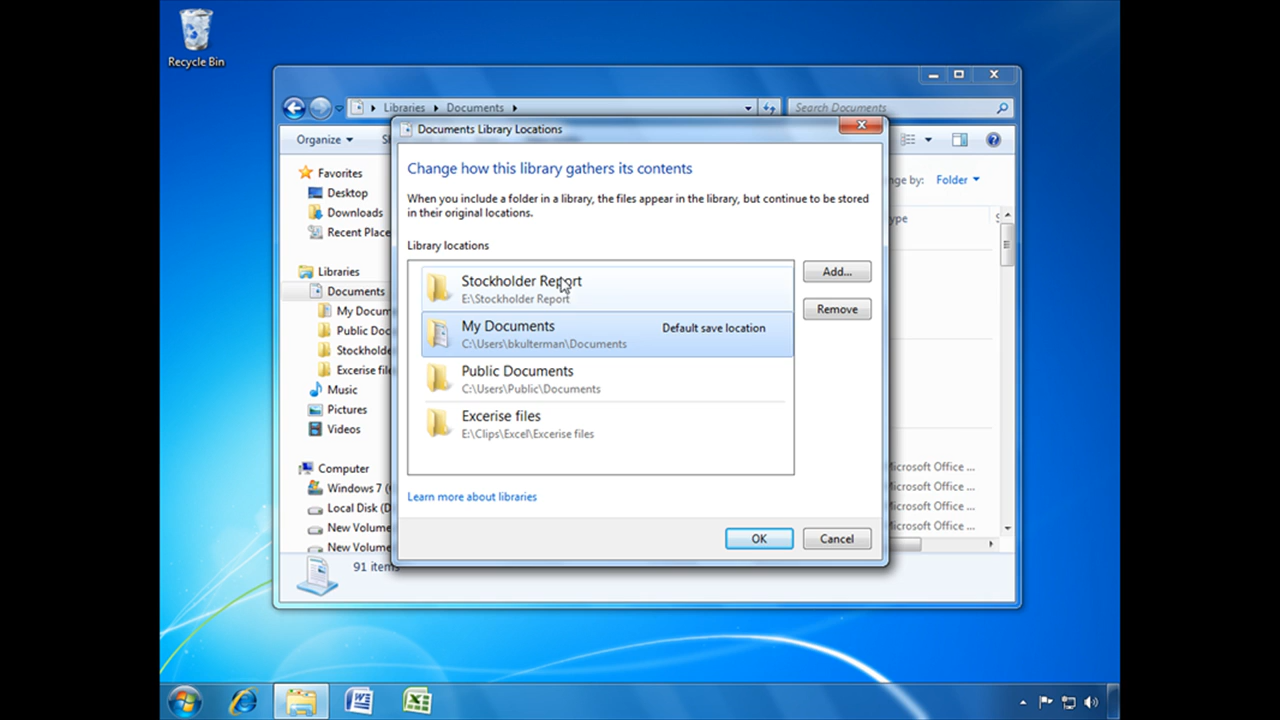 Recycle Bin
Libraries
Documents
Search Documents
Organize
Documents Library Locations
Change how this library gathers its contents
When you include a folder in a library, the files appear in the library, but continue to be stored
in their original locations.
Library locations
Stockholder Report
E:\Stockholder Report
My Documents
Default save location
C:\Users\bkulterman\Documents
Public Documents
C:\Users\Public\Documents
Excerise files
E:\Clips\Excel\Excerise files
Add...
Remove
Learn more about libraries
OK
Cancel
Favorites
Desktop
Downloads
Recent Place
Libraries
Documents
My Docum
Public Doc
Stockholde
Excerise file
Music
Pictures
Videos
Computer
Windows 7 (
Local Disk (D
New Volume
New Volume
nge by: Folder
ype
Microsoft Office ...
Microsoft Office ...
Microsoft Office ...
Microsoft Office ...
91 items